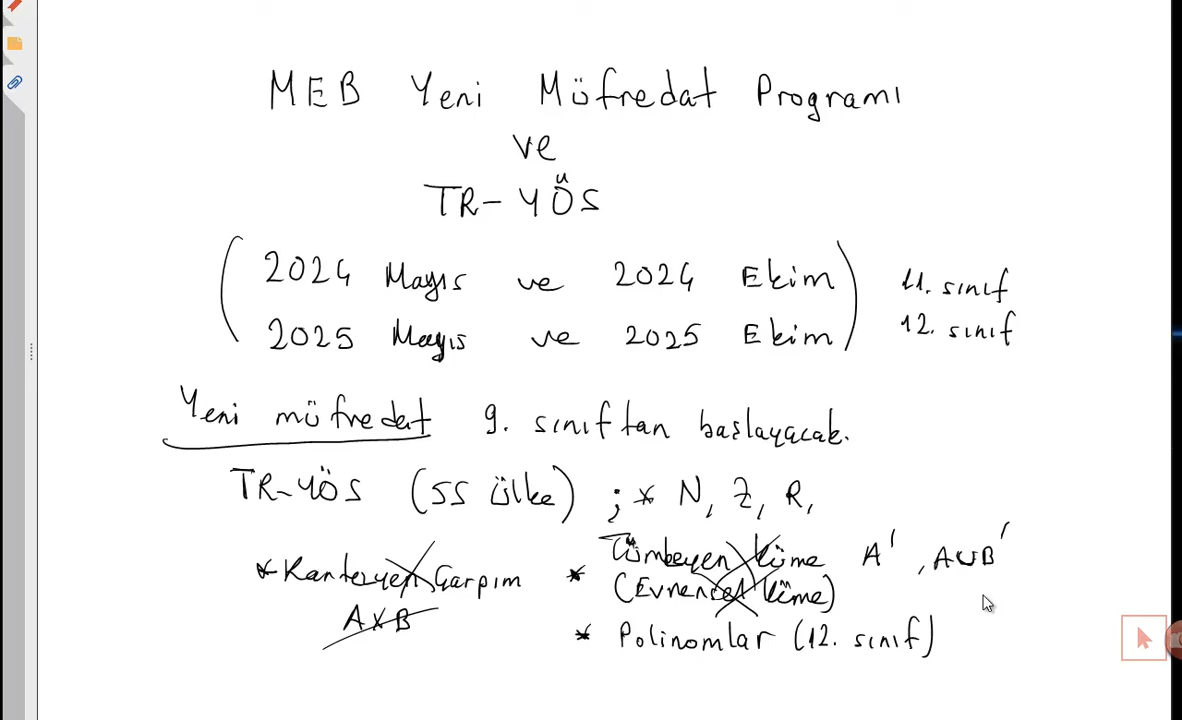 MEB Yeni Müfredat Programı
ve
TR-YÖS
(2024 Mayıs ve 2024 Ekim) 11. sınıf
2025 Mayıs ve 2025 Ekim 12. sınıf
Yeni müfredat 9. sınıftan başlayacak.
TR-YÖS (55 ülke) ; * N, Z, R,
* Tümleyen küme A', AUB'
(Evrensel küme)
* Kartezyen Çarpım
AXB
* Polinomlar (12. sınıf)